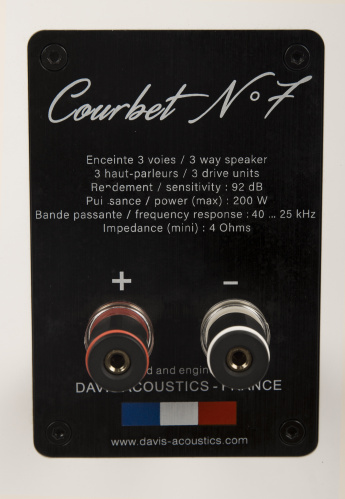 Courbet N°7
Enceinte 3 voies / 3 way speaker
3 haut-parleurs / 3 drive units
Rendement / sensitivity : 92 dB
Puissance / power (max) : 200 W
Bande passante / frequency response : 40 ... 25 kHz
Impedance (mini) : 4 Ohms
+ −
and
DAVIS ACOUSTICS - FRANCE
www.davis-acoustics.com